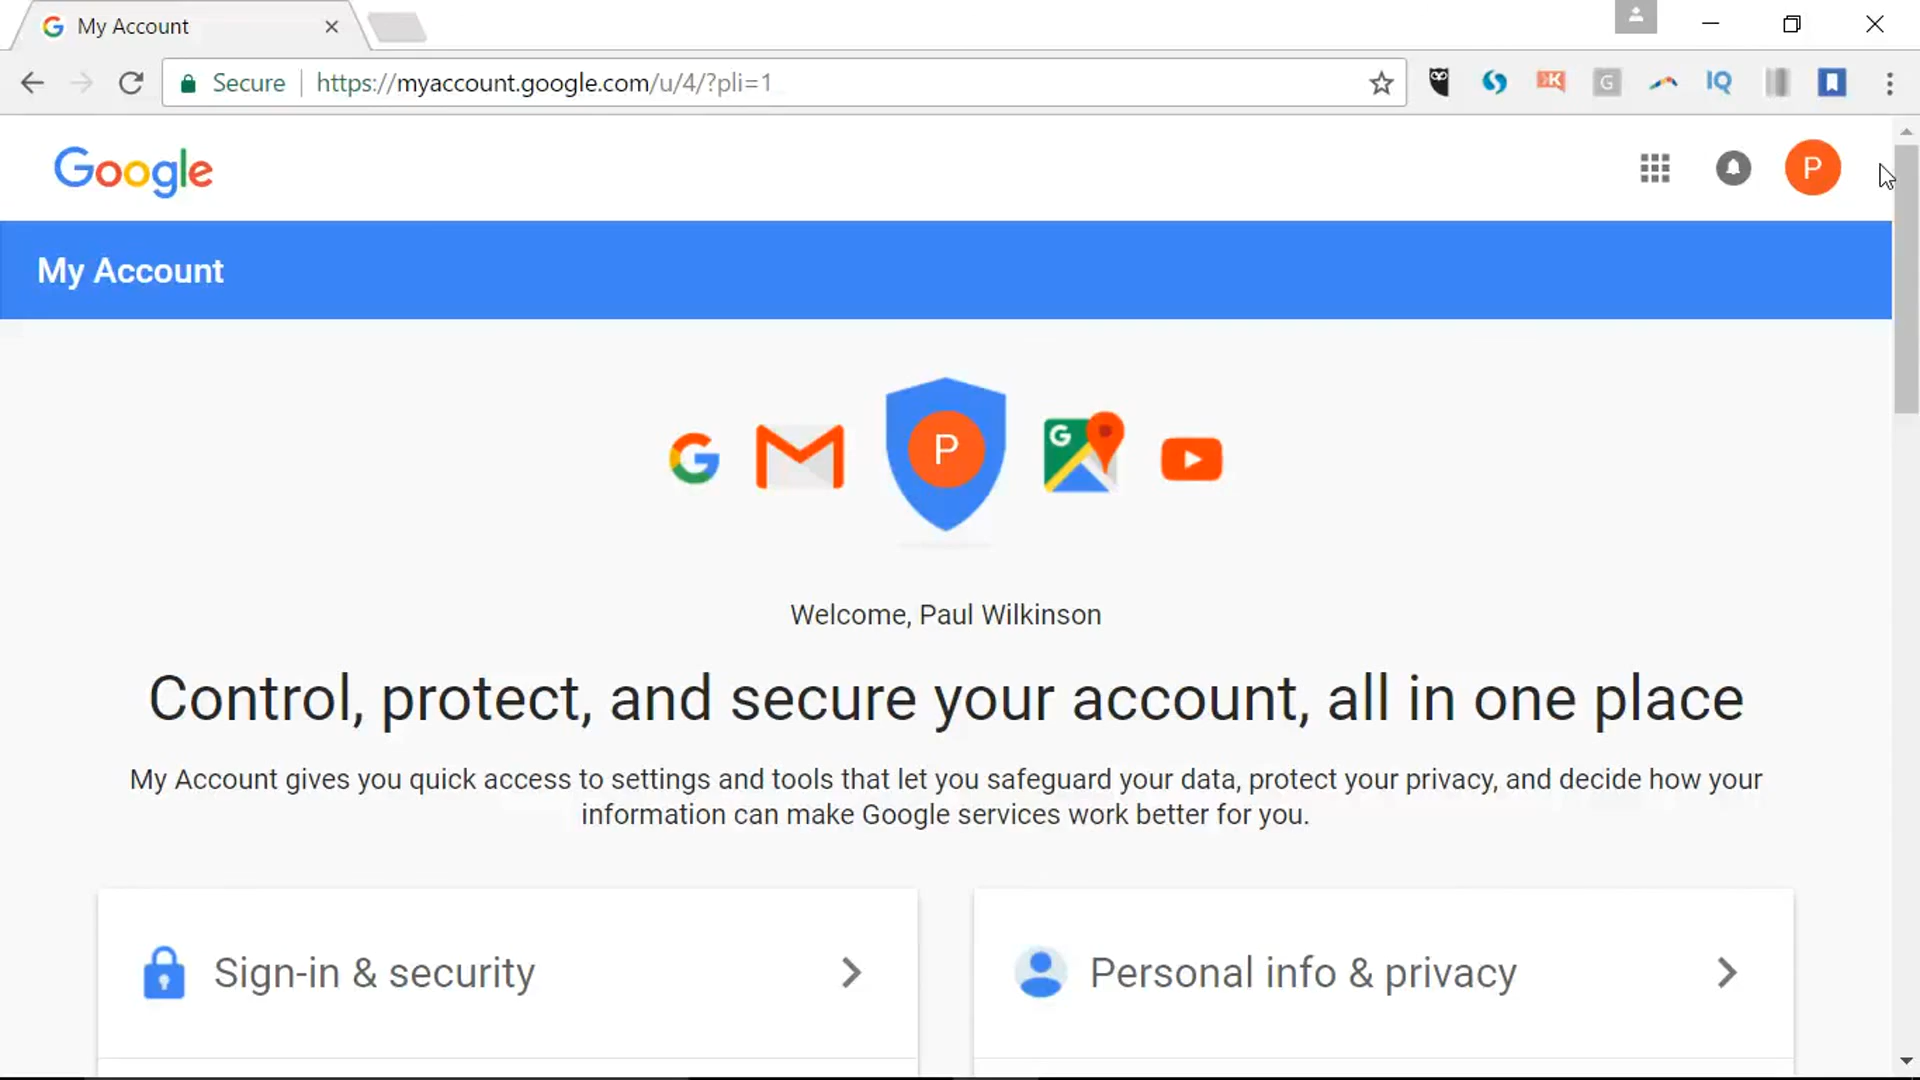 My Account
Secure
https://myaccount.google.com/u/4/?pli=1
K
G
IQ
Google
P
My Account
G
P
G
Welcome, Paul Wilkinson
Control, protect, and secure your account, all in one place
My Account gives you quick access to settings and tools that let you safeguard your data, protect your privacy, and decide how your
information can make Google services work better for you.
Sign-in & security
Personal info & privacy